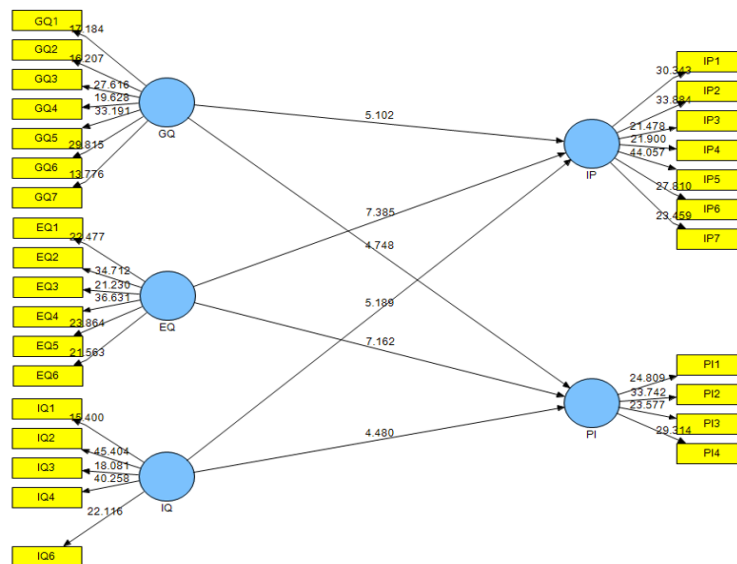 GQ1
17.184
GQ2
16.207
GQ3
27.616
GQ4
19.628
33.191
GQ5
29.815
GQ6
13.776
GQ7
GQ
EQ1
22.477
EQ2
34.712
EQ3
21.230
36.631
EQ4
23.864
EQ5
21.563
EQ6
EQ
IQ1
15.400
IQ2
45.404
IQ3
18.081
40.258
IQ4
22.116
IQ6
IQ
5.102
7.385
4.748
5.189
7.162
4.480
IP1
30.343
IP2
33.884
IP3
21.478
21.900
IP4
44.057
IP5
27.810
IP6
23.459
IP7
IP
PI1
24.809
33.742
PI2
23.577
PI3
29.314
PI4
PI